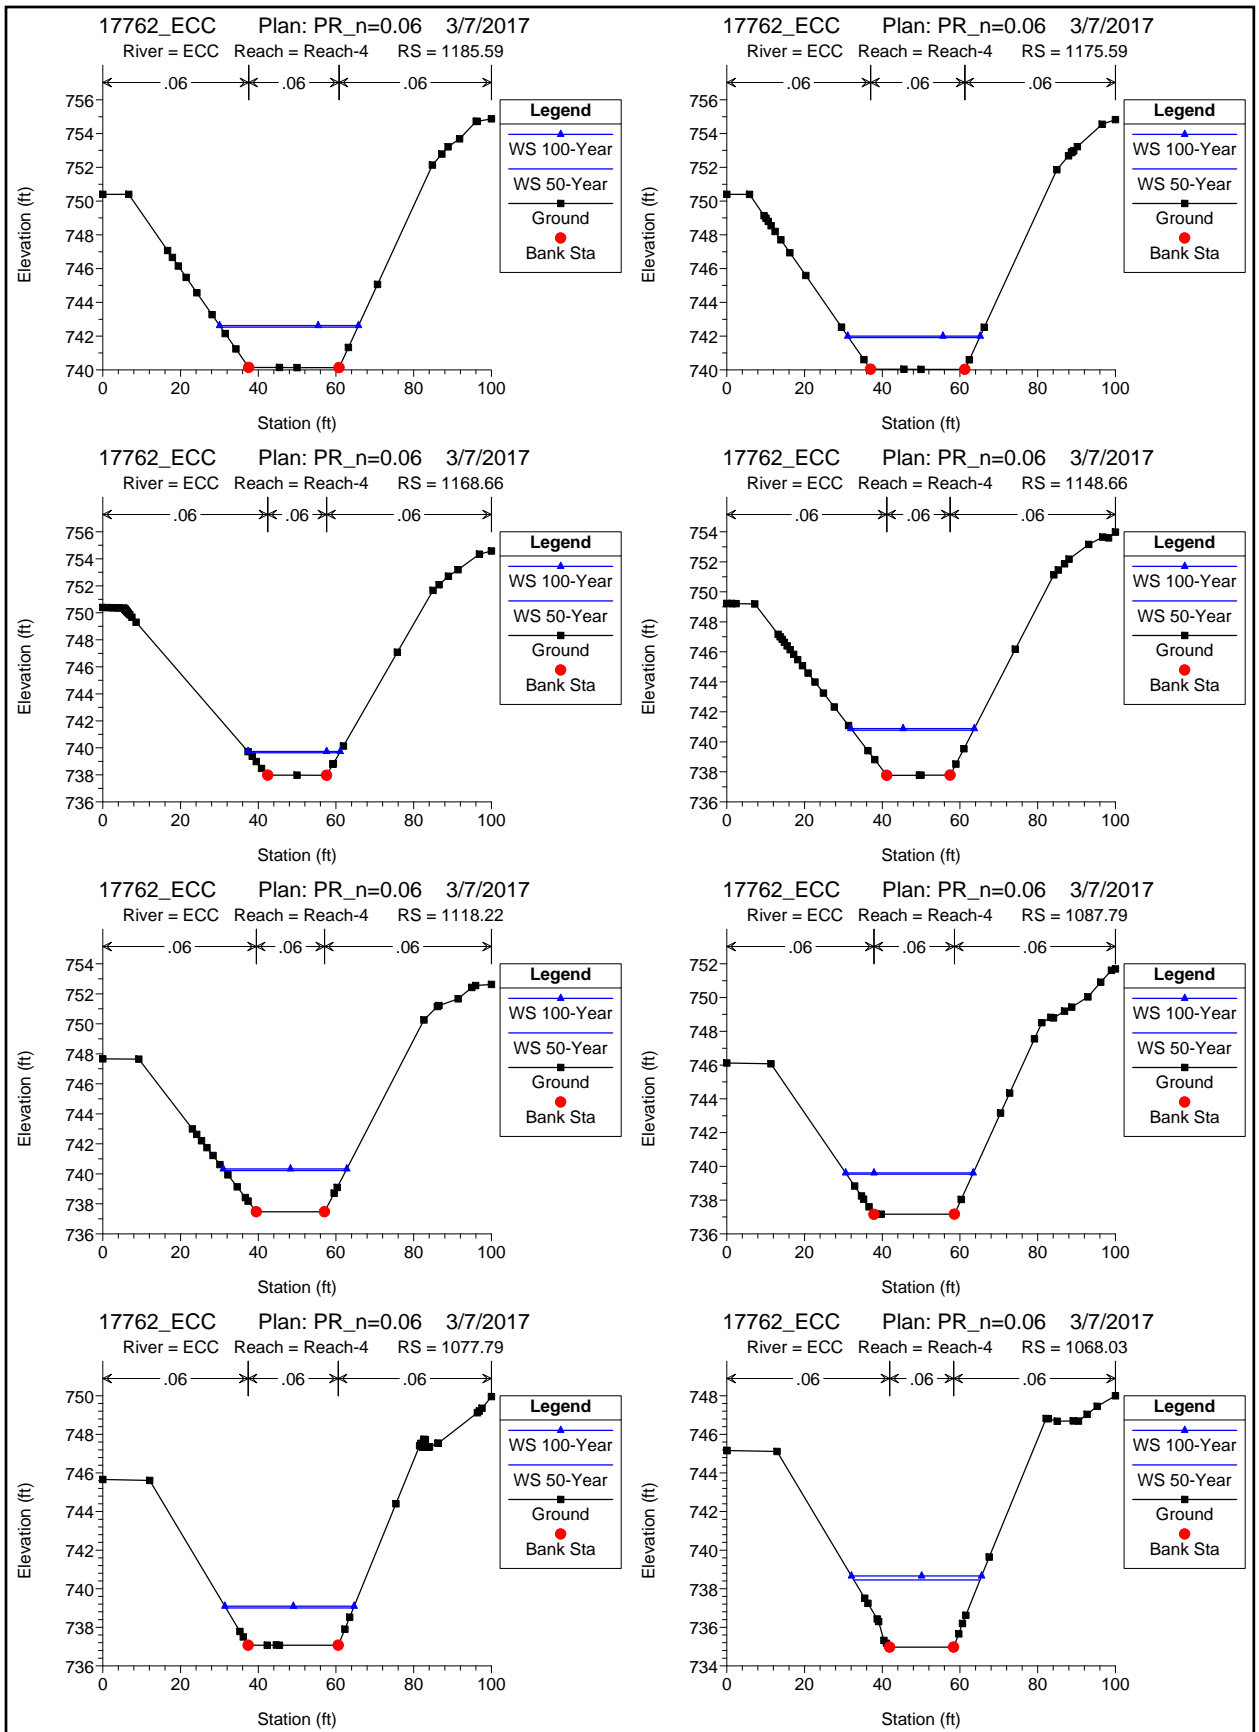 17762_ECC Plan: PR_n=0.06 3/7/2017
River = ECC Reach = Reach-4 RS = 1185.59
.06 .06 .06
756
754
752
750
748
746
744
742
740
0 20 40 60 80 100
Elevation (ft)
Station (ft)
Legend
WS 100-Year
WS 50-Year
Ground
Bank Sta
17762_ECC Plan: PR_n=0.06 3/7/2017
River = ECC Reach = Reach-4 RS = 1175.59
.06 .06 .06
756
754
752
750
748
746
744
742
740
0 20 40 60 80 100
Elevation (ft)
Station (ft)
Legend
WS 100-Year
WS 50-Year
Ground
Bank Sta
17762_ECC Plan: PR_n=0.06 3/7/2017
River = ECC Reach = Reach-4 RS = 1168.66
.06 .06 .06
756
754
752
750
748
746
744
742
740
738
736
0 20 40 60 80 100
Elevation (ft)
Station (ft)
Legend
WS 100-Year
WS 50-Year
Ground
Bank Sta
17762_ECC Plan: PR_n=0.06 3/7/2017
River = ECC Reach = Reach-4 RS = 1148.66
.06 .06 .06
754
752
750
748
746
744
742
740
738
736
0 20 40 60 80 100
Elevation (ft)
Station (ft)
Legend
WS 100-Year
WS 50-Year
Ground
Bank Sta
17762_ECC Plan: PR_n=0.06 3/7/2017
River = ECC Reach = Reach-4 RS = 1118.22
.06 .06 .06
754
752
750
748
746
744
742
740
738
736
0 20 40 60 80 100
Elevation (ft)
Station (ft)
Legend
WS 100-Year
WS 50-Year
Ground
Bank Sta
17762_ECC Plan: PR_n=0.06 3/7/2017
River = ECC Reach = Reach-4 RS = 1087.79
.06 .06 .06
752
750
748
746
744
742
740
738
736
0 20 40 60 80 100
Elevation (ft)
Station (ft)
Legend
WS 100-Year
WS 50-Year
Ground
Bank Sta
17762_ECC Plan: PR_n=0.06 3/7/2017
River = ECC Reach = Reach-4 RS = 1077.79
.06 .06 .06
750
748
746
744
742
740
738
736
0 20 40 60 80 100
Elevation (ft)
Station (ft)
Legend
WS 100-Year
WS 50-Year
Ground
Bank Sta
17762_ECC Plan: PR_n=0.06 3/7/2017
River = ECC Reach = Reach-4 RS = 1068.03
.06 .06 .06
748
746
744
742
740
738
736
734
0 20 40 60 80 100
Elevation (ft)
Station (ft)
Legend
WS 100-Year
WS 50-Year
Ground
Bank Sta